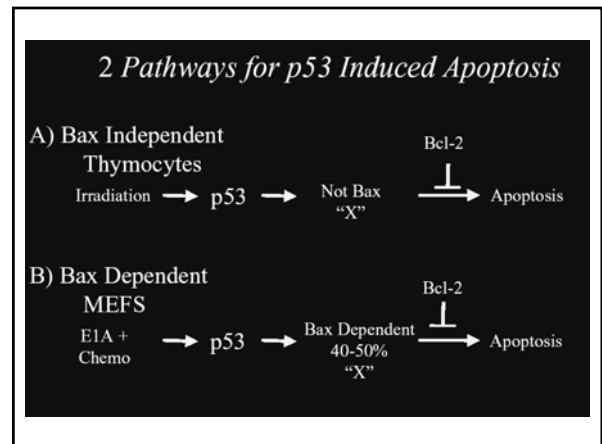 2 Pathways for p53 Induced Apoptosis
A) Bax Independent
Thymocytes
Bcl-2
Irradiation p53 Not Bax Apoptosis
"X"
B) Bax Dependent
MEFS
Bcl-2
E1A + p53 Bax Dependent Apoptosis
Chemo 40-50%
"X"